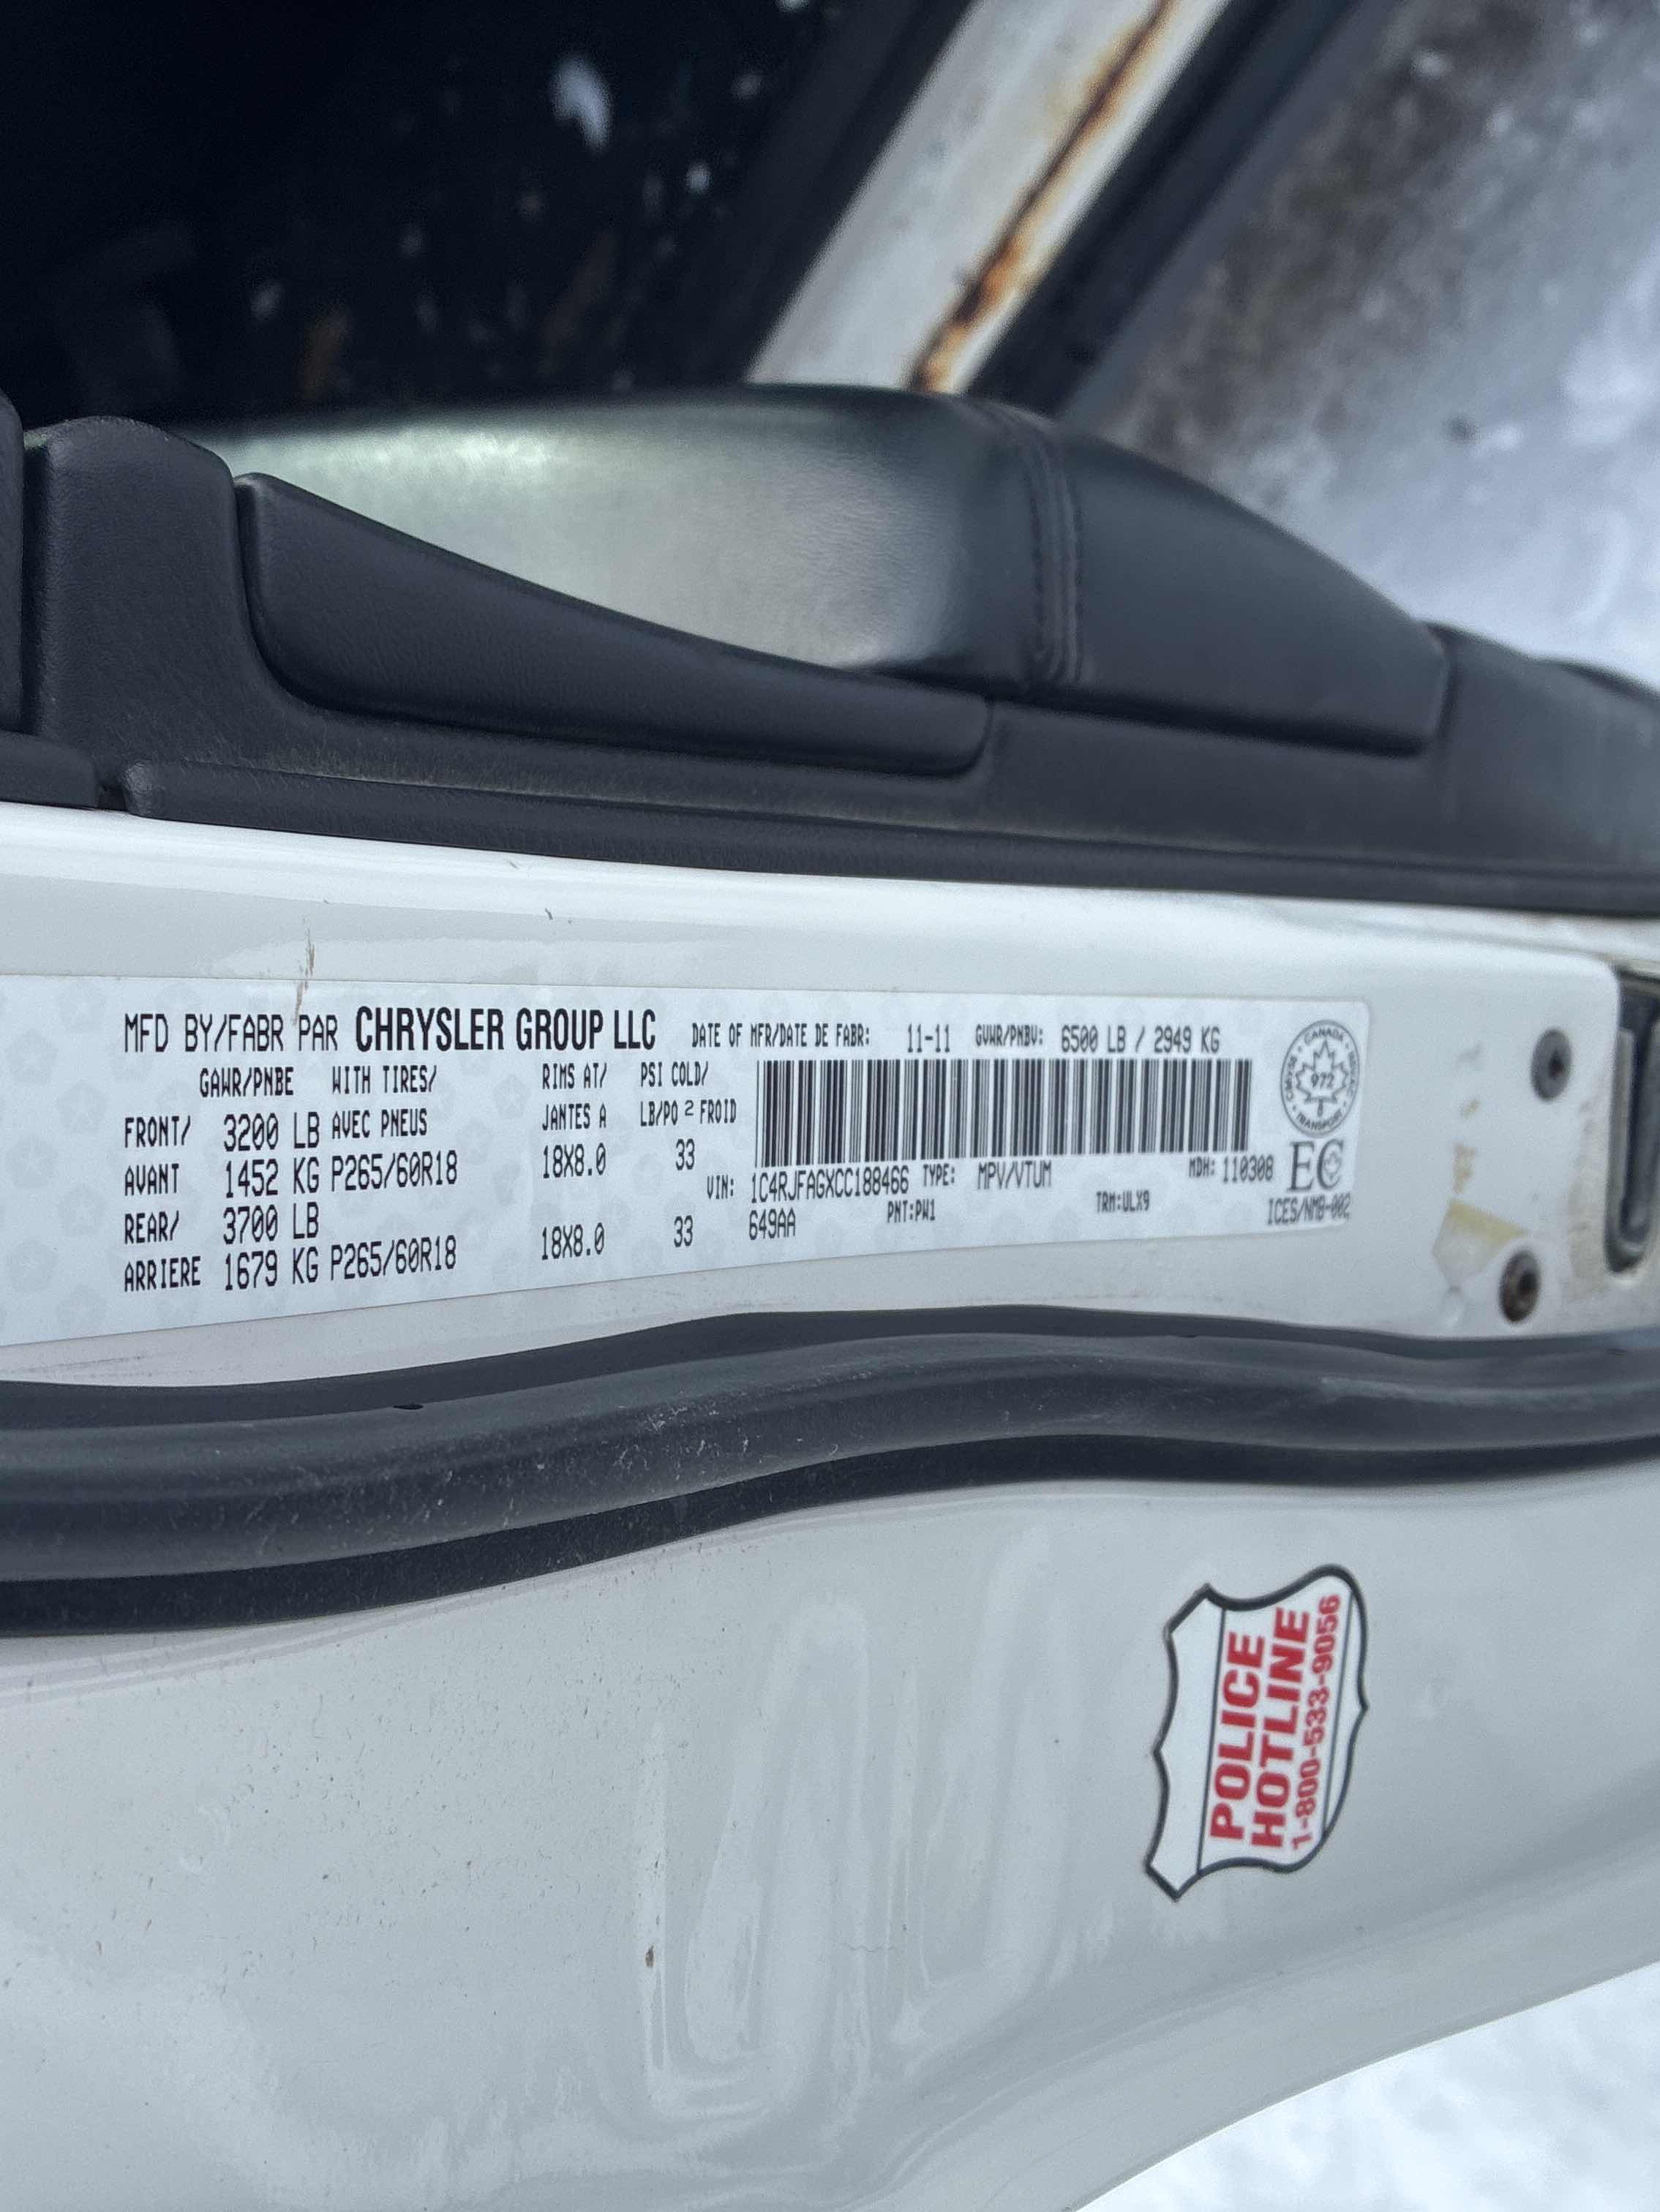 MFD BY/FABR PAR CHRYSLER GROUP LLC DATE OF MFR/DATE DE FABR: 11-11 GVWR/PNBV: 6500 LB / 2949 KG
GAWR/PNBE WITH TIRES/ RIMS AT/ PSI COLD/
FRONT/ 3200 LB AVEC PNEUS JANTES A LB/PO 2 FROID
AVANT 1452 KG P265/60R18 18X8.0 33
REAR/ 3700 LB
ARRIERE 1679 KG P265/60R18 18X8.0 33
VIN: 1C4RJFAGXCC188466 TYPE: MPV/VTUM MDH: 110308
649AA PNT:PW1 TRM:ULX9
CANADA
972
TRANSPORT
EC
ICES/NMB-002
POLICE
HOTLINE
1-800-533-9056